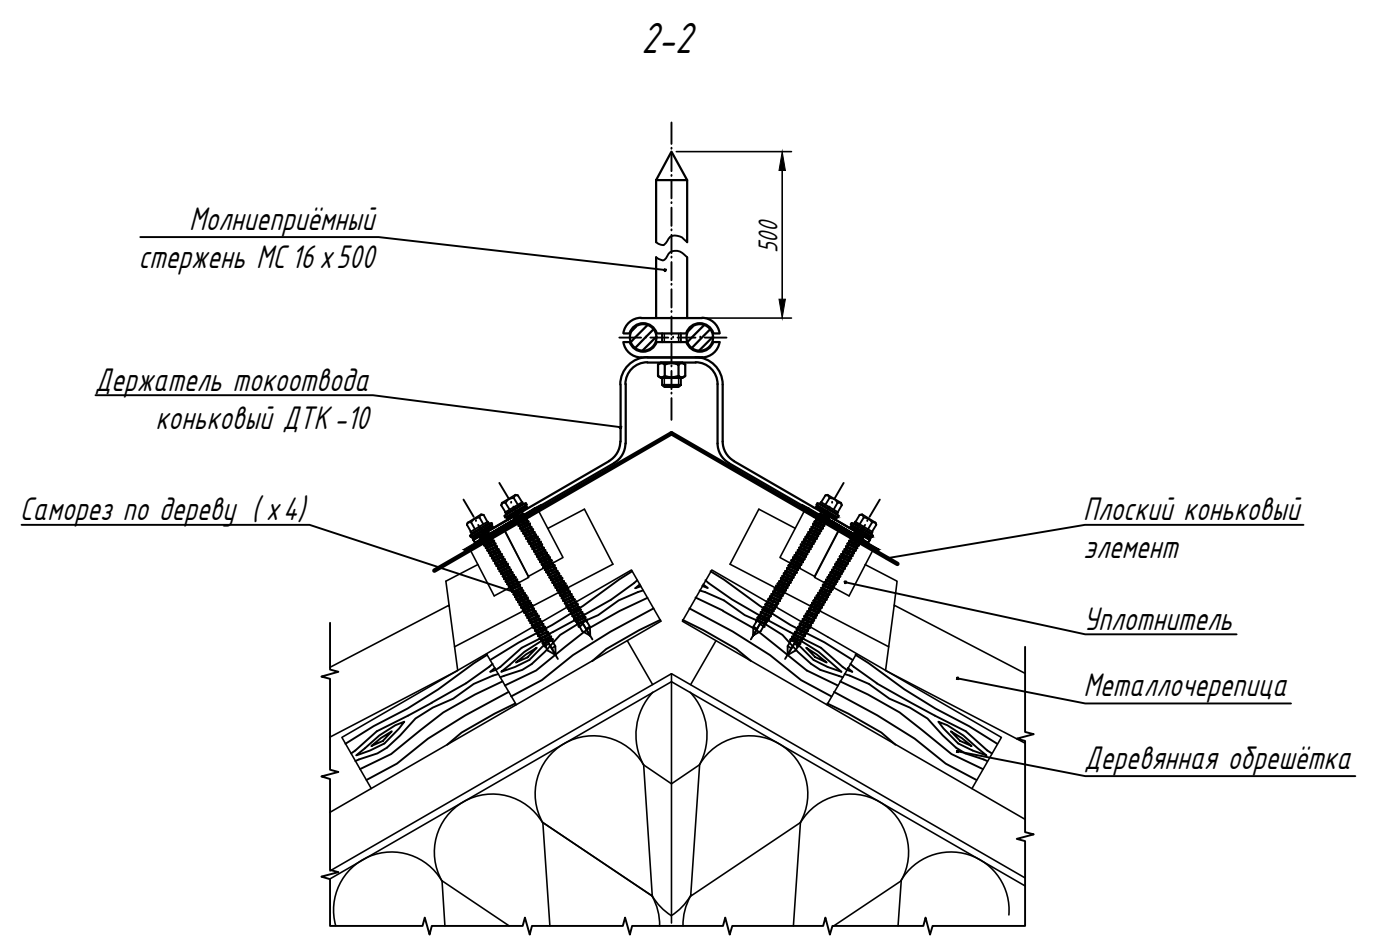 2-2
Молниеприёмный
стержень МС 16 х 500
500
Держатель токоотвода
коньковый ДТК -10
Саморез по дереву (х 4)
Плоский коньковый
элемент
Уплотнитель
Металлочерепица
Деревянная обрешётка